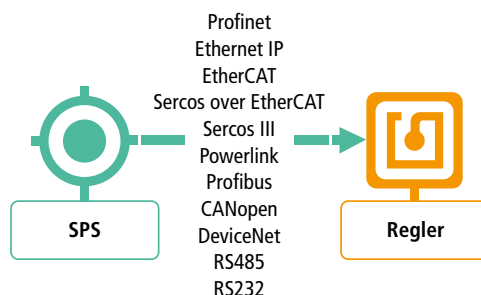 Profinet
Ethernet IP
EtherCAT
Sercos over EtherCAT
Sercos III
Powerlink
Profibus
CANopen
DeviceNet
RS485
RS232
SPS
Regler